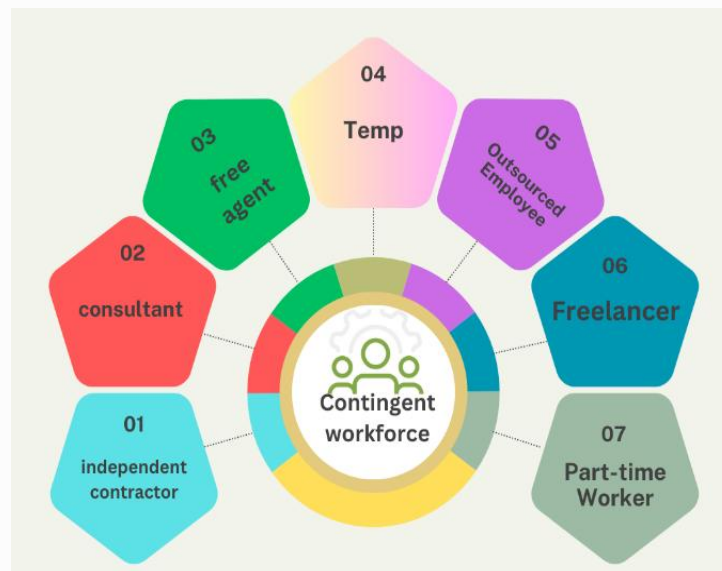 01
independent
contractor
02
consultant
03
free
agent
04
Temp
05
Outsourced
Employee
06
Freelancer
07
Part-time
Worker
Contingent
workforce